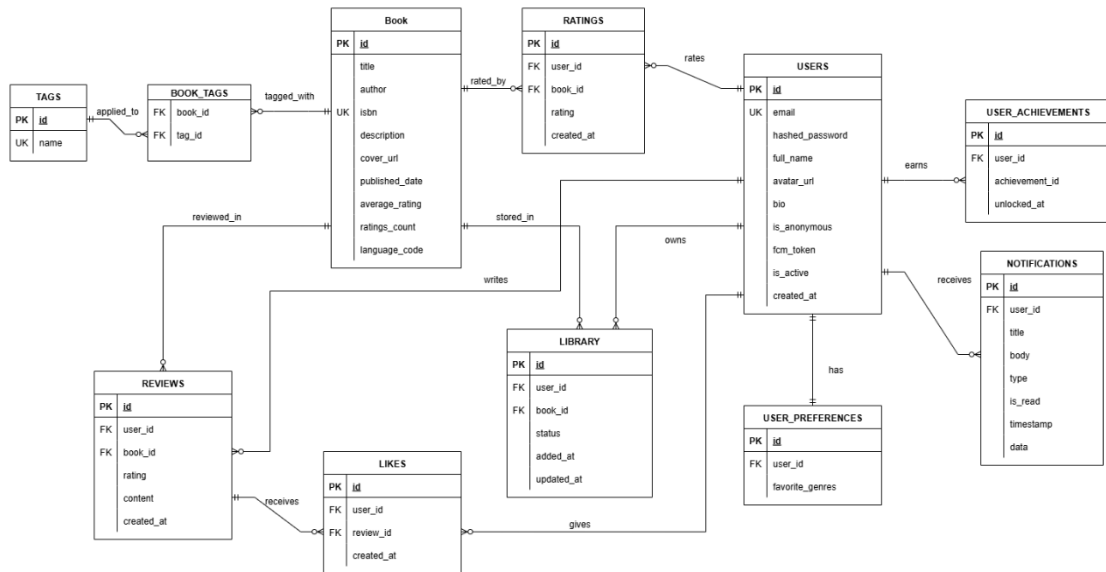 Book
PK id
title
author
UK isbn
description
cover_url
published_date
average_rating
ratings_count
language_code
RATINGS
PK id
FK user_id
FK book_id
rating
created_at
USERS
PK id
UK email
hashed_password
full_name
avatar_url
bio
is_anonymous
fcm_token
is_active
created_at
TAGS
PK id
UK name
BOOK_TAGS
FK book_id
FK tag_id
USER_ACHIEVEMENTS
PK id
FK user_id
achievement_id
unlocked_at
NOTIFICATIONS
PK id
FK user_id
title
body
type
is_read
timestamp
data
LIBRARY
PK id
FK user_id
FK book_id
status
added_at
updated_at
REVIEWS
PK id
FK user_id
FK book_id
rating
content
created_at
USER_PREFERENCES
PK id
FK user_id
favorite_genres
LIKES
PK id
FK user_id
FK review_id
created_at
applied_to
tagged_with
rated_by
rates
earns
reviewed_in
stored_in
owns
writes
receives
has
receives
gives